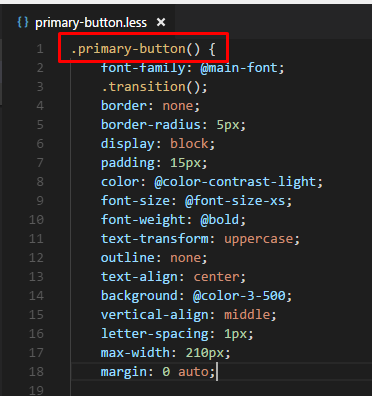 { } primary-button.less ×
1 .primary-button() {
2 font-family: @main-font;
3 .transition();
4 border: none;
5 border-radius: 5px;
6 display: block;
7 padding: 15px;
8 color: @color-contrast-light;
9 font-size: @font-size-xs;
10 font-weight: @bold;
11 text-transform: uppercase;
12 outline: none;
13 text-align: center;
14 background: @color-3-500;
15 vertical-align: middle;
16 letter-spacing: 1px;
17 max-width: 210px;
18 margin: 0 auto;
19